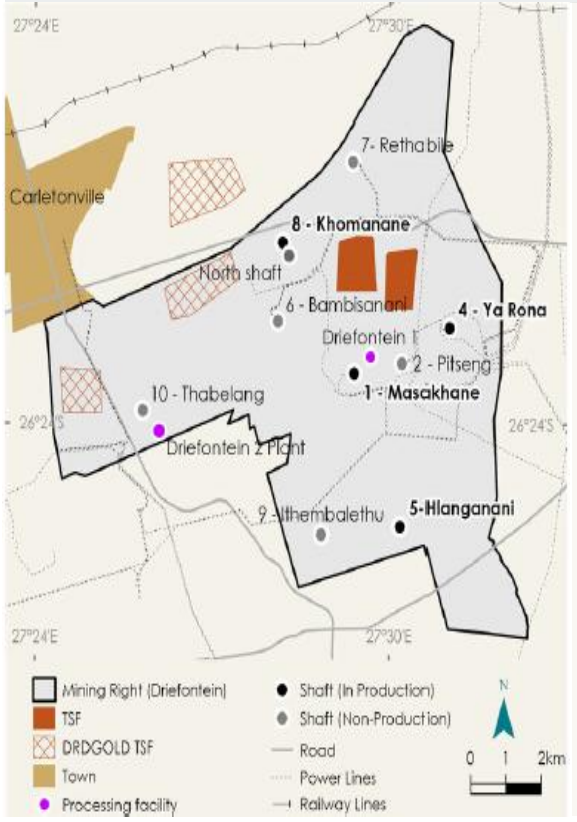 27°24'E
27°30'E
7- Rethabile
Carletonville
8 - Khomanane
North shaft
6 - Bambisanani
4 - Ya Rona
Driefontein 1
2 - Pitseng
1 - Masakhane
10 - Thabelang
26°24'S
26°24'S
Driefontein 2 Plant
5-Hlanganani
9 - Ithembalethu
27°24'E
27°30'E
Mining Right (Driefontein)
TSF
DRDGOLD TSF
Town
Processing facility
Shaft (In Production)
Shaft (Non-Production)
Road
Power Lines
Railway Lines
N
0 1 2km